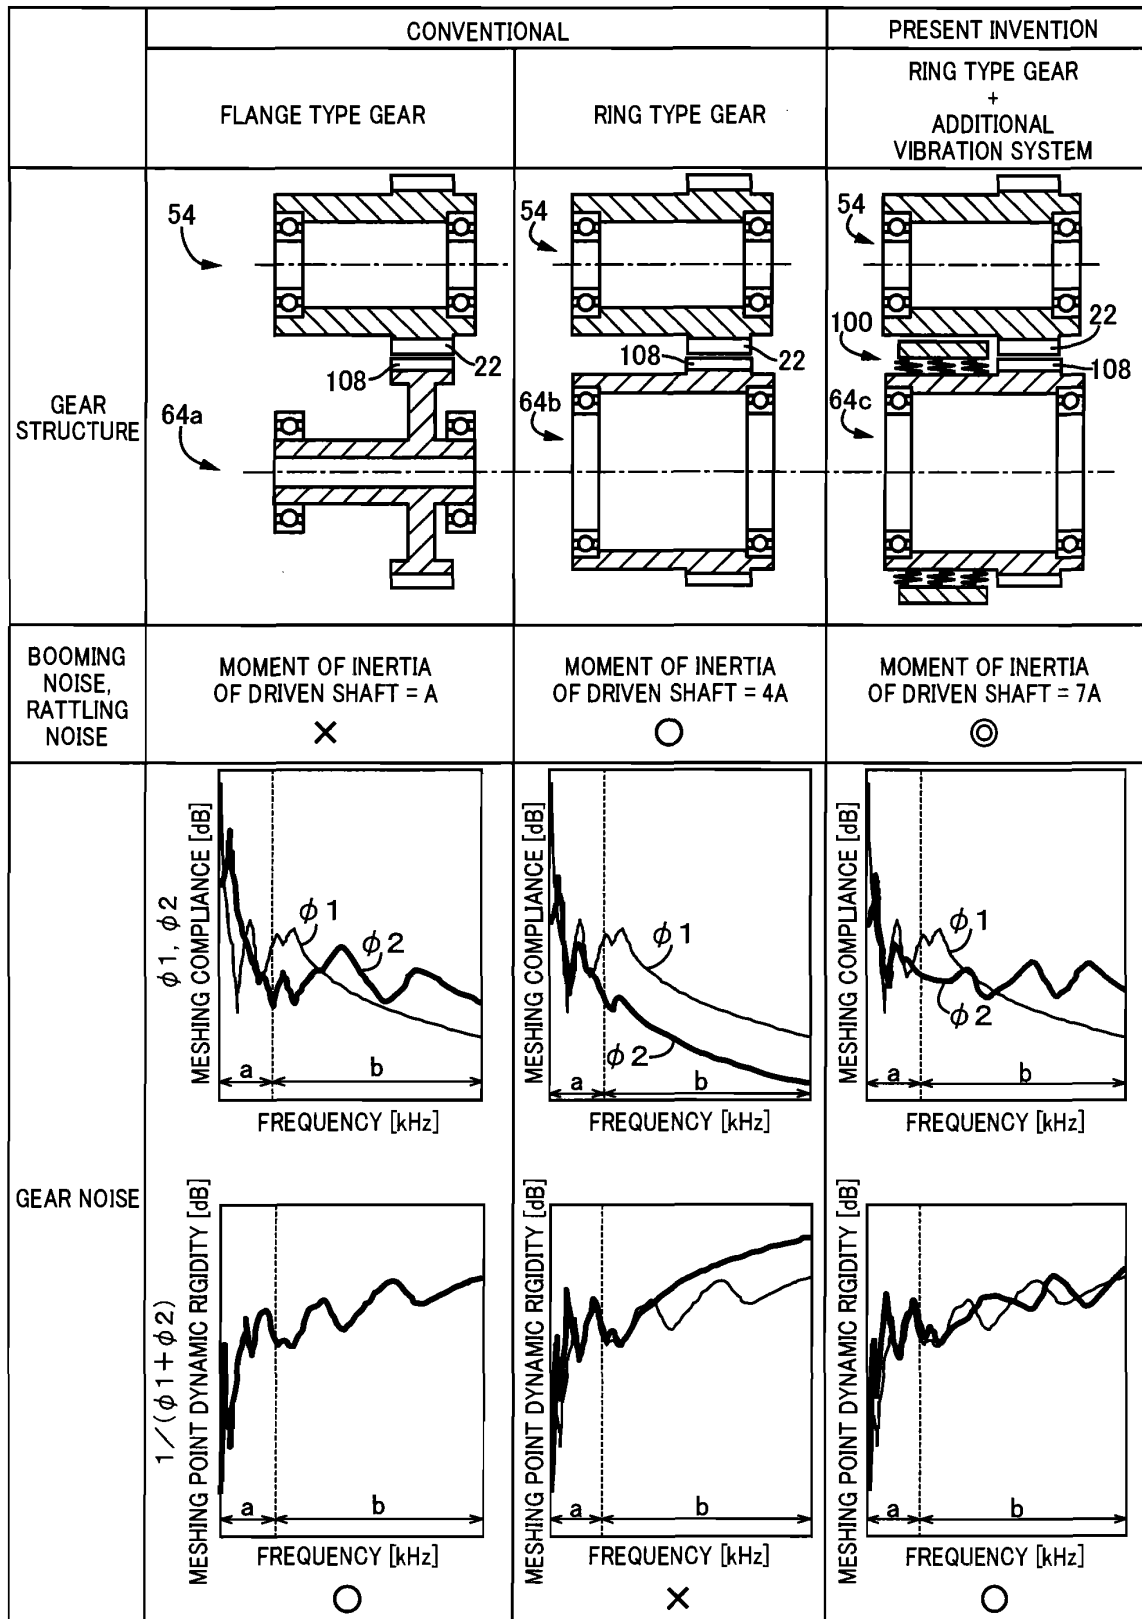 CONVENTIONAL
PRESENT INVENTION
FLANGE TYPE GEAR
RING TYPE GEAR
RING TYPE GEAR
+
ADDITIONAL
VIBRATION SYSTEM
GEAR
STRUCTURE
54
22
108
64a
54
22
108
64b
54
22
100
108
64c
BOOMING
NOISE,
RATTLING
NOISE
MOMENT OF INERTIA
OF DRIVEN SHAFT = A
×
MOMENT OF INERTIA
OF DRIVEN SHAFT = 4A
○
MOMENT OF INERTIA
OF DRIVEN SHAFT = 7A
◎
GEAR NOISE
φ1, φ2
MESHING COMPLIANCE [dB]
φ1
φ2
a
b
FREQUENCY [kHz]
MESHING COMPLIANCE [dB]
φ1
φ2
a
b
FREQUENCY [kHz]
MESHING COMPLIANCE [dB]
φ1
φ2
a
b
FREQUENCY [kHz]
1/(φ1+φ2)
MESHING POINT DYNAMIC RIGIDITY [dB]
a
b
FREQUENCY [kHz]
○
MESHING POINT DYNAMIC RIGIDITY [dB]
a
b
FREQUENCY [kHz]
×
MESHING POINT DYNAMIC RIGIDITY [dB]
a
b
FREQUENCY [kHz]
○